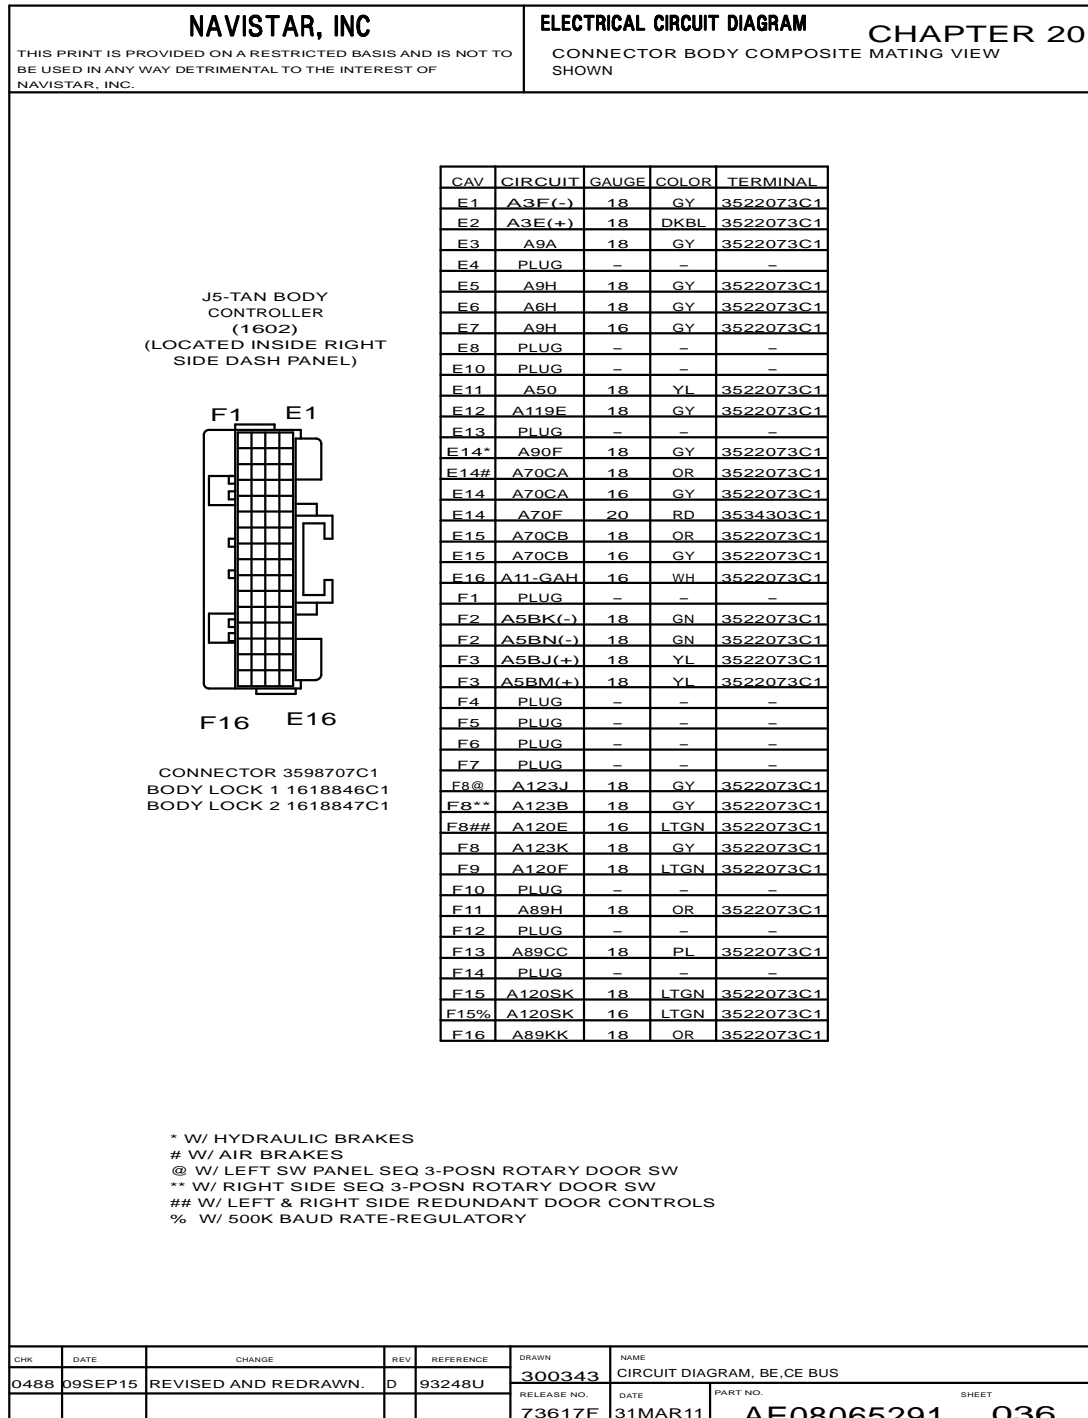 NAVISTAR, INC
THIS PRINT IS PROVIDED ON A RESTRICTED BASIS AND IS NOT TO
BE USED IN ANY WAY DETRIMENTAL TO THE INTEREST OF
NAVISTAR, INC.
ELECTRICAL CIRCUIT DIAGRAM
CHAPTER 20
CONNECTOR BODY COMPOSITE MATING VIEW
SHOWN
J5-TAN BODY
CONTROLLER
(1602)
(LOCATED INSIDE RIGHT
SIDE DASH PANEL)
F1 E1
F16 E16
CONNECTOR 3598707C1
BODY LOCK 1 1618846C1
BODY LOCK 2 1618847C1
CAV CIRCUIT GAUGE COLOR TERMINAL
E1 A3F(-) 18 GY 3522073C1
E2 A3E(+) 18 DKBL 3522073C1
E3 A9A 18 GY 3522073C1
E4 PLUG – – –
E5 A9H 18 GY 3522073C1
E6 A6H 18 GY 3522073C1
E7 A9H 16 GY 3522073C1
E8 PLUG – – –
E10 PLUG – – –
E11 A50 18 YL 3522073C1
E12 A119E 18 GY 3522073C1
E13 PLUG – – –
E14* A90F 18 GY 3522073C1
E14# A70CA 18 OR 3522073C1
E14 A70CA 16 GY 3522073C1
E14 A70F 20 RD 3534303C1
E15 A70CB 18 OR 3522073C1
E15 A70CB 16 GY 3522073C1
E16 A11-GAH 16 WH 3522073C1
F1 PLUG – – –
F2 A5BK(-) 18 GN 3522073C1
F2 A5BN(-) 18 GN 3522073C1
F3 A5BJ(+) 18 YL 3522073C1
F3 A5BM(+) 18 YL 3522073C1
F4 PLUG – – –
F5 PLUG – – –
F6 PLUG – – –
F7 PLUG – – –
F8@ A123J 18 GY 3522073C1
F8** A123B 18 GY 3522073C1
F8## A120E 16 LTGN 3522073C1
F8 A123K 18 GY 3522073C1
F9 A120F 18 LTGN 3522073C1
F10 PLUG – – –
F11 A89H 18 OR 3522073C1
F12 PLUG – – –
F13 A89CC 18 PL 3522073C1
F14 PLUG – – –
F15 A120SK 18 LTGN 3522073C1
F15% A120SK 16 LTGN 3522073C1
F16 A89KK 18 OR 3522073C1
* W/ HYDRAULIC BRAKES
# W/ AIR BRAKES
@ W/ LEFT SW PANEL SEQ 3-POSN ROTARY DOOR SW
** W/ RIGHT SIDE SEQ 3-POSN ROTARY DOOR SW
## W/ LEFT & RIGHT SIDE REDUNDANT DOOR CONTROLS
% W/ 500K BAUD RATE-REGULATORY
CHK DATE CHANGE REV REFERENCE
0488 09SEP15 REVISED AND REDRAWN. D 93248U
DRAWN
300343
NAME
CIRCUIT DIAGRAM, BE,CE BUS
RELEASE NO.
73617F
DATE
31MAR11
PART NO.
AE08065291
SHEET
036